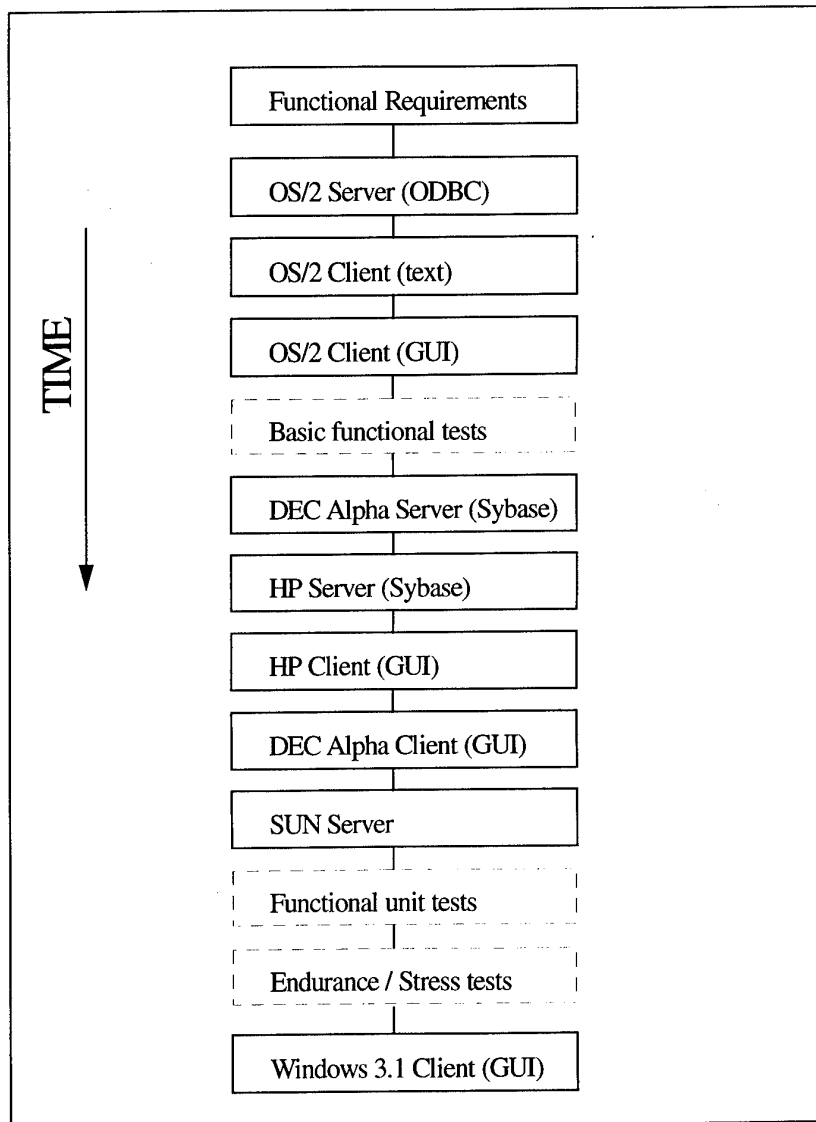 Functional Requirements
OS/2 Server (ODBC)
OS/2 Client (text)
OS/2 Client (GUI)
TIME
Basic functional tests
DEC Alpha Server (Sybase)
HP Server (Sybase)
HP Client (GUI)
DEC Alpha Client (GUI)
SUN Server
Functional unit tests
Endurance / Stress tests
Windows 3.1 Client (GUI)